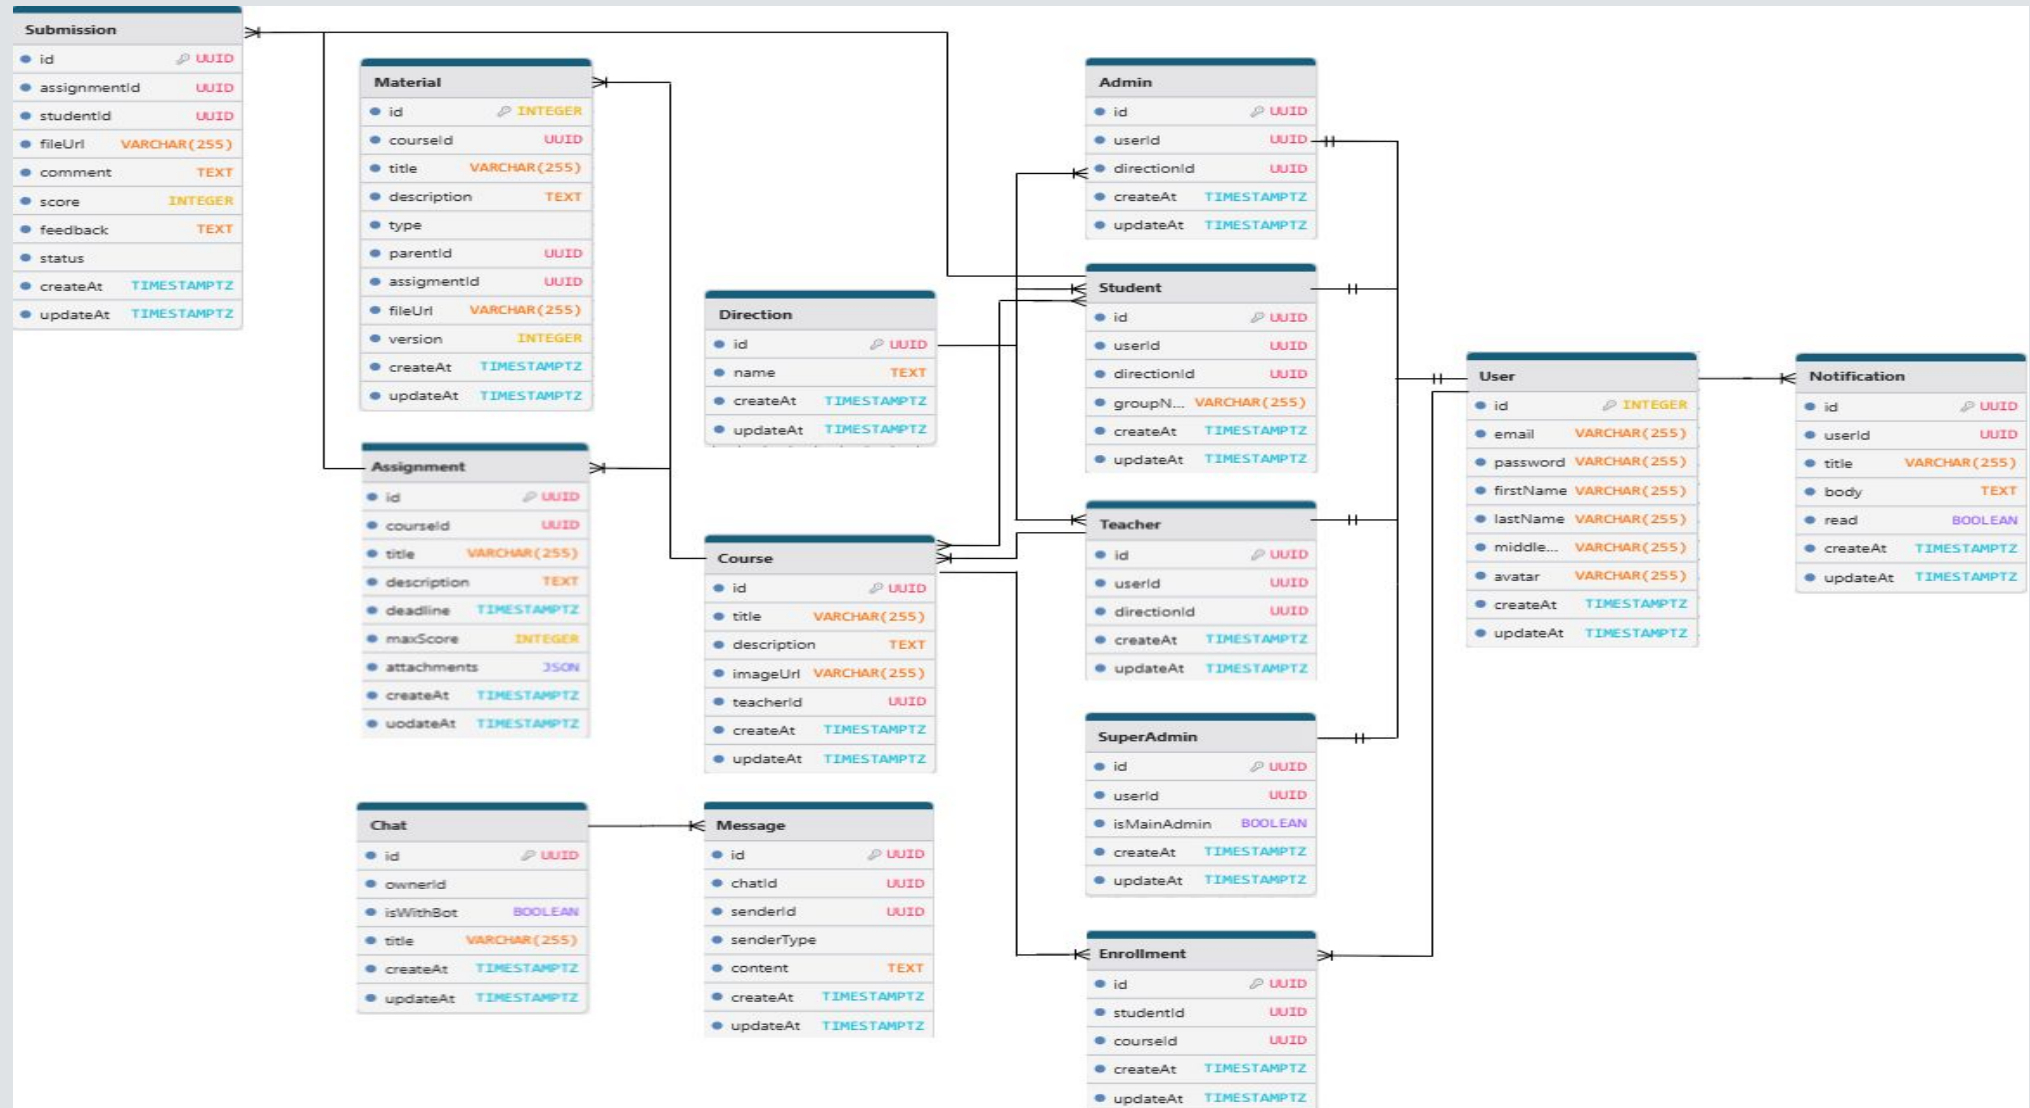 Submission
id UUID
assignmentId UUID
studentId UUID
fileUrl VARCHAR(255)
comment TEXT
score INTEGER
feedback TEXT
status
createAt TIMESTAMPTZ
updateAt TIMESTAMPTZ
Material
id INTEGER
courseId UUID
title VARCHAR(255)
description TEXT
type
parentId UUID
assigmentId UUID
fileUrl VARCHAR(255)
version INTEGER
createAt TIMESTAMPTZ
updateAt TIMESTAMPTZ
Assignment
id UUID
courseId UUID
title VARCHAR(255)
description TEXT
deadline TIMESTAMPTZ
maxScore INTEGER
attachments JSON
createAt TIMESTAMPTZ
uodateAt TIMESTAMPTZ
Chat
id UUID
ownerId
isWithBot BOOLEAN
title VARCHAR(255)
createAt TIMESTAMPTZ
updateAt TIMESTAMPTZ
Direction
id UUID
name TEXT
createAt TIMESTAMPTZ
updateAt TIMESTAMPTZ
Course
id UUID
title VARCHAR(255)
description TEXT
imageUrl VARCHAR(255)
teacherId UUID
createAt TIMESTAMPTZ
updateAt TIMESTAMPTZ
Message
id UUID
chatId UUID
senderId UUID
senderType
content TEXT
createAt TIMESTAMPTZ
updateAt TIMESTAMPTZ
Admin
id UUID
userId UUID
directionId UUID
createAt TIMESTAMPTZ
updateAt TIMESTAMPTZ
Student
id UUID
userId UUID
directionId UUID
groupN... VARCHAR(255)
createAt TIMESTAMPTZ
updateAt TIMESTAMPTZ
Teacher
id UUID
userId UUID
directionId UUID
createAt TIMESTAMPTZ
updateAt TIMESTAMPTZ
SuperAdmin
id UUID
userId UUID
isMainAdmin BOOLEAN
createAt TIMESTAMPTZ
updateAt TIMESTAMPTZ
Enrollment
id UUID
studentId UUID
courseId UUID
createAt TIMESTAMPTZ
updateAt TIMESTAMPTZ
User
id INTEGER
email VARCHAR(255)
password VARCHAR(255)
firstName VARCHAR(255)
lastName VARCHAR(255)
middle... VARCHAR(255)
avatar VARCHAR(255)
createAt TIMESTAMPTZ
updateAt TIMESTAMPTZ
Notification
id UUID
userId UUID
title VARCHAR(255)
body TEXT
read BOOLEAN
createAt TIMESTAMPTZ
updateAt TIMESTAMPTZ